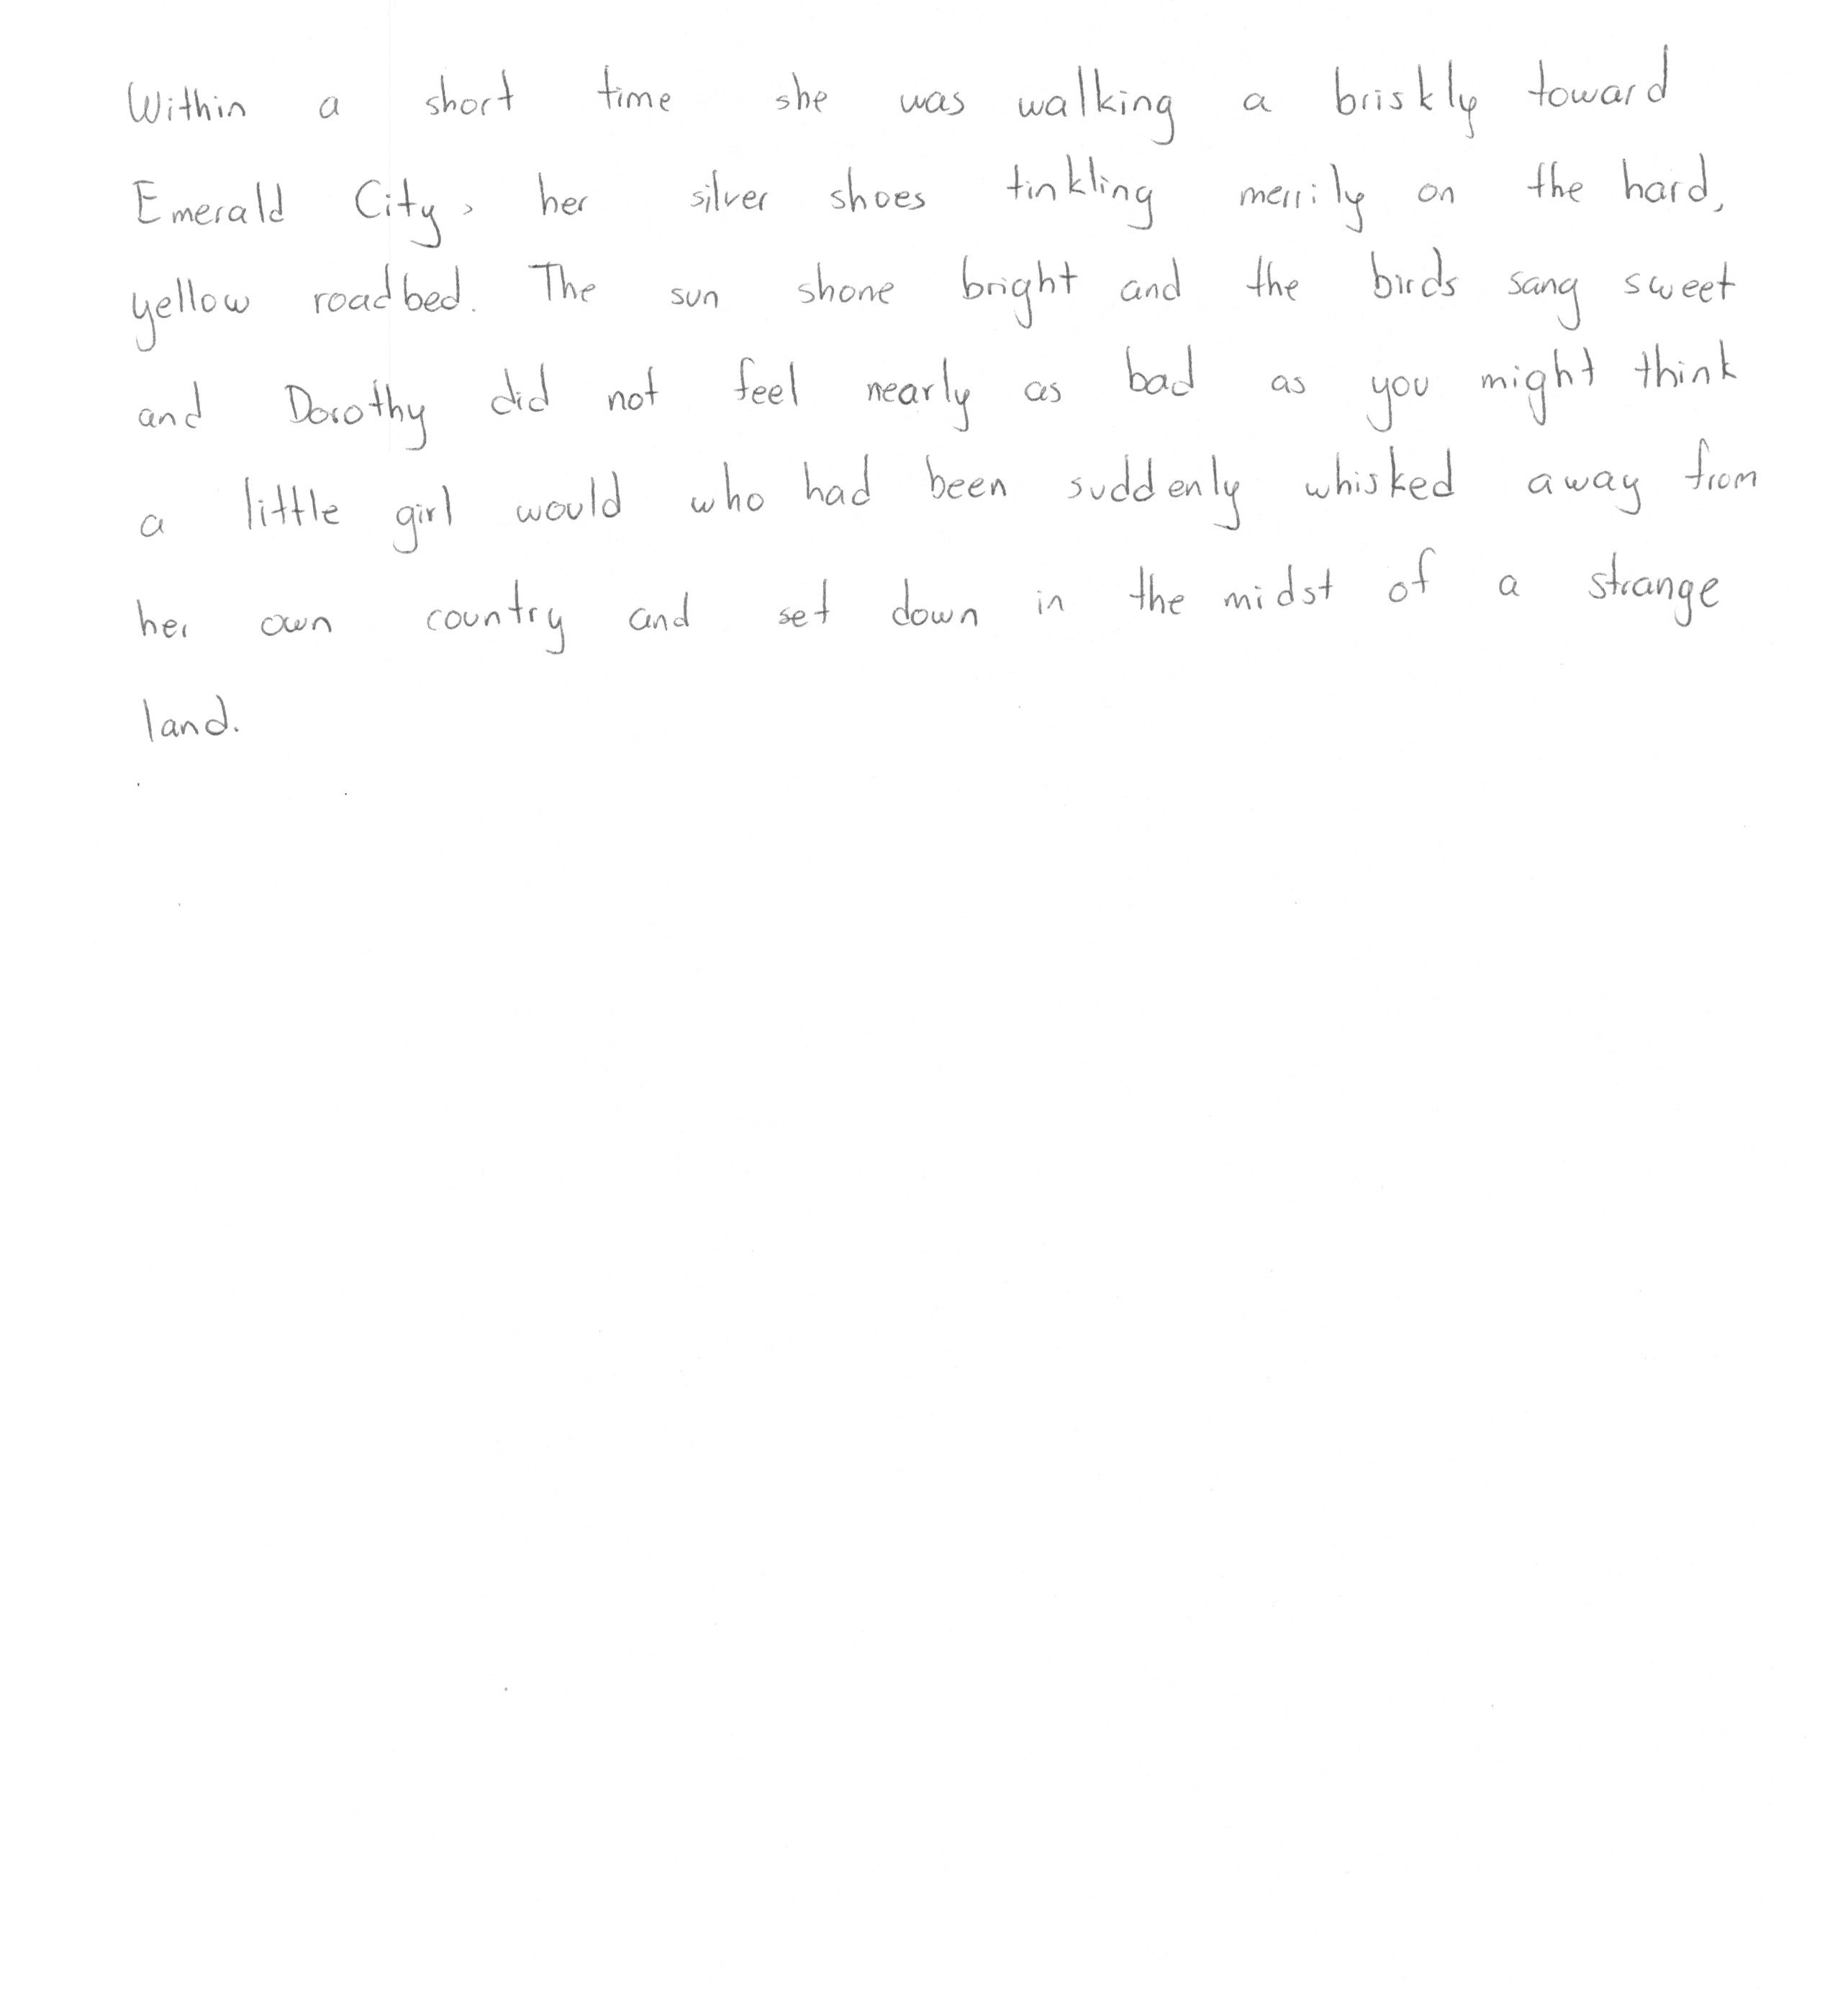 Within a short time she was walking a briskly toward
Emerald City, her silver shoes tinkling merrily on the hard,
yellow roadbed. The sun shone bright and the birds sang sweet
and Dorothy did not feel nearly as bad as you might think
a little girl would who had been suddenly whisked away from
her own country and set down in the midst of a strange
land.